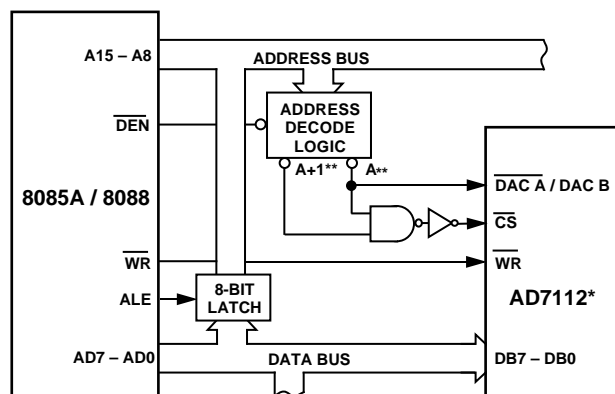 A15 – A8
ADDRESS BUS
DEN
ADDRESS
DECODE
LOGIC
A+1**
A**
8085A / 8088
DAC A / DAC B
CS
WR
WR
8-BIT
LATCH
ALE
AD7112*
AD7 – AD0
DATA BUS
DB7 – DB0